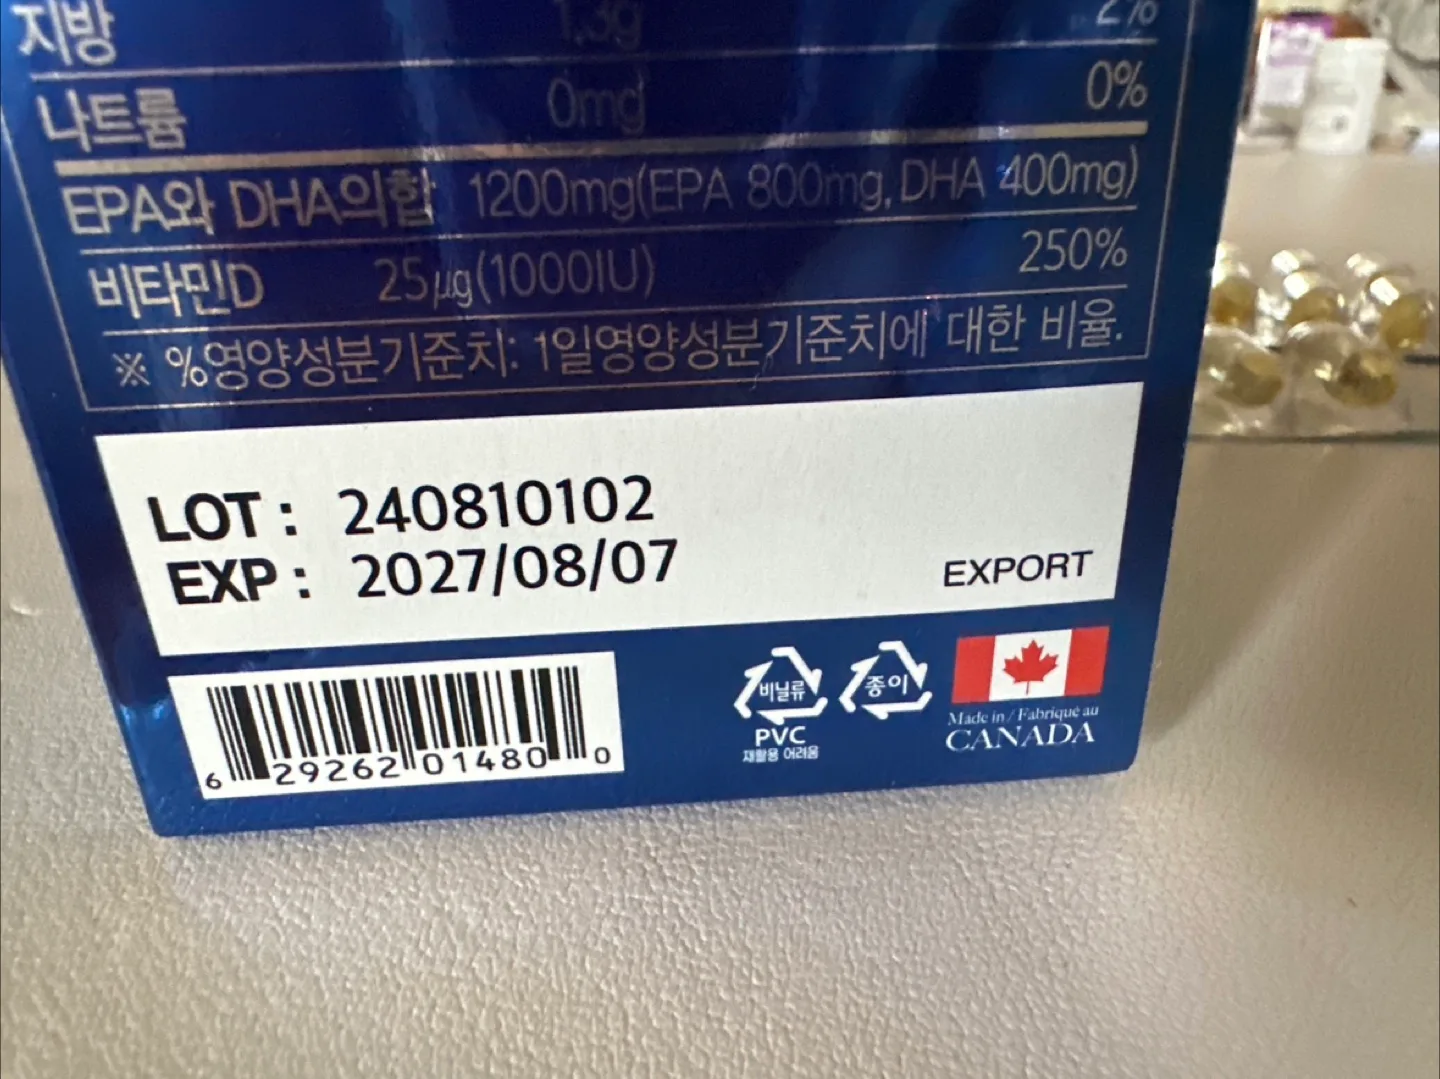 지방 1.3g 2%
나트륨 0mg 0%
EPA와 DHA의합 1200mg(EPA 800mg, DHA 400mg)
비타민D 25㎍(1000IU) 250%
※ %영양성분기준치: 1일영양성분기준치에 대한 비율.
LOT : 240810102
EXP : 2027/08/07
EXPORT
6 29262 01480 0
비닐류
PVC
재활용 어려움
종이
Made in / Fabriqué au
CANADA